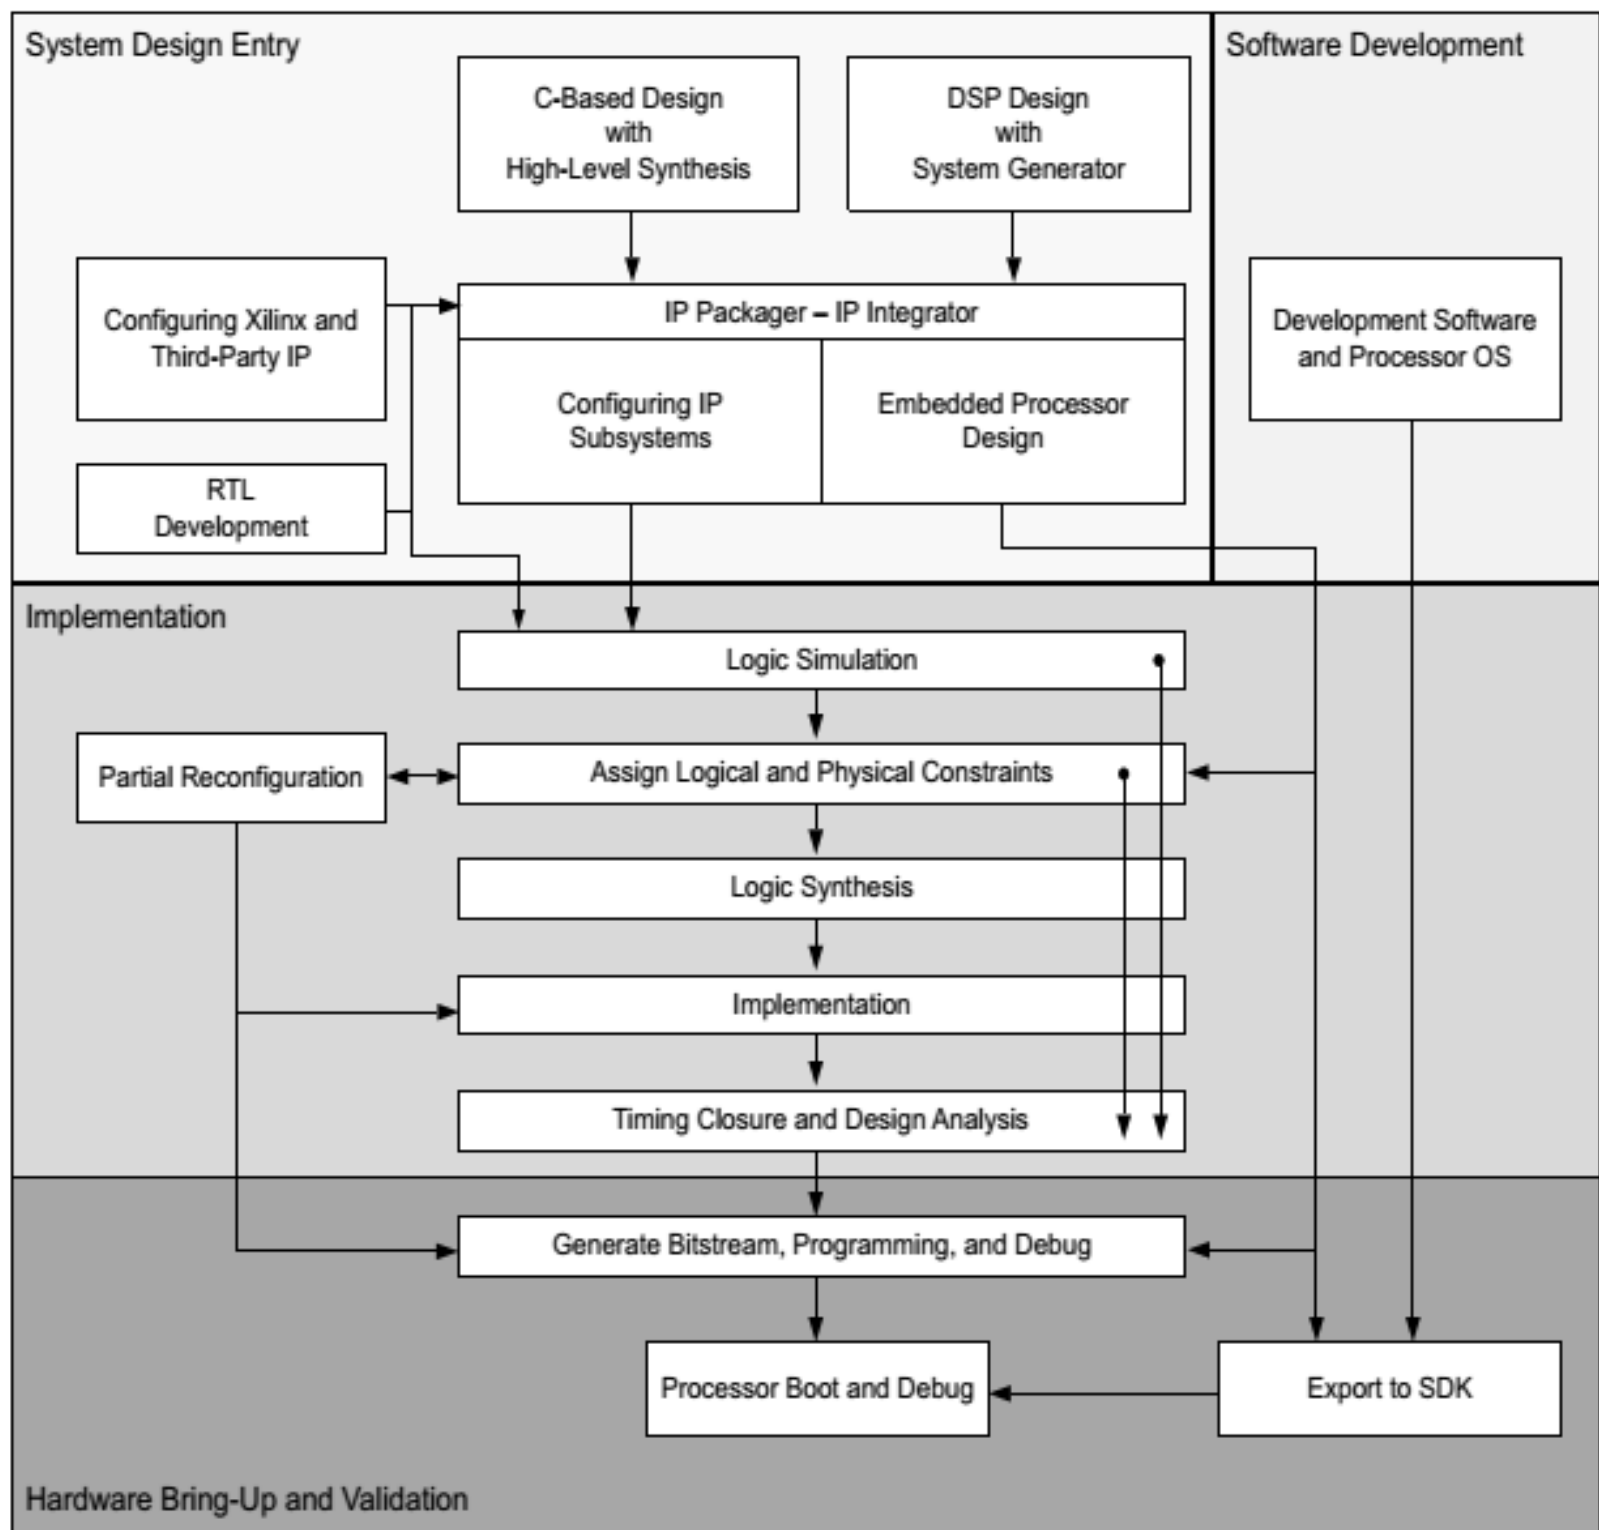 System Design Entry
Software Development
C-Based Design
with
High-Level Synthesis
DSP Design
with
System Generator
Configuring Xilinx and
Third-Party IP
IP Packager – IP Integrator
Development Software
and Processor OS
Configuring IP
Subsystems
Embedded Processor
Design
RTL
Development
Implementation
Logic Simulation
Partial Reconfiguration
Assign Logical and Physical Constraints
Logic Synthesis
Implementation
Timing Closure and Design Analysis
Generate Bitstream, Programming, and Debug
Processor Boot and Debug
Export to SDK
Hardware Bring-Up and Validation